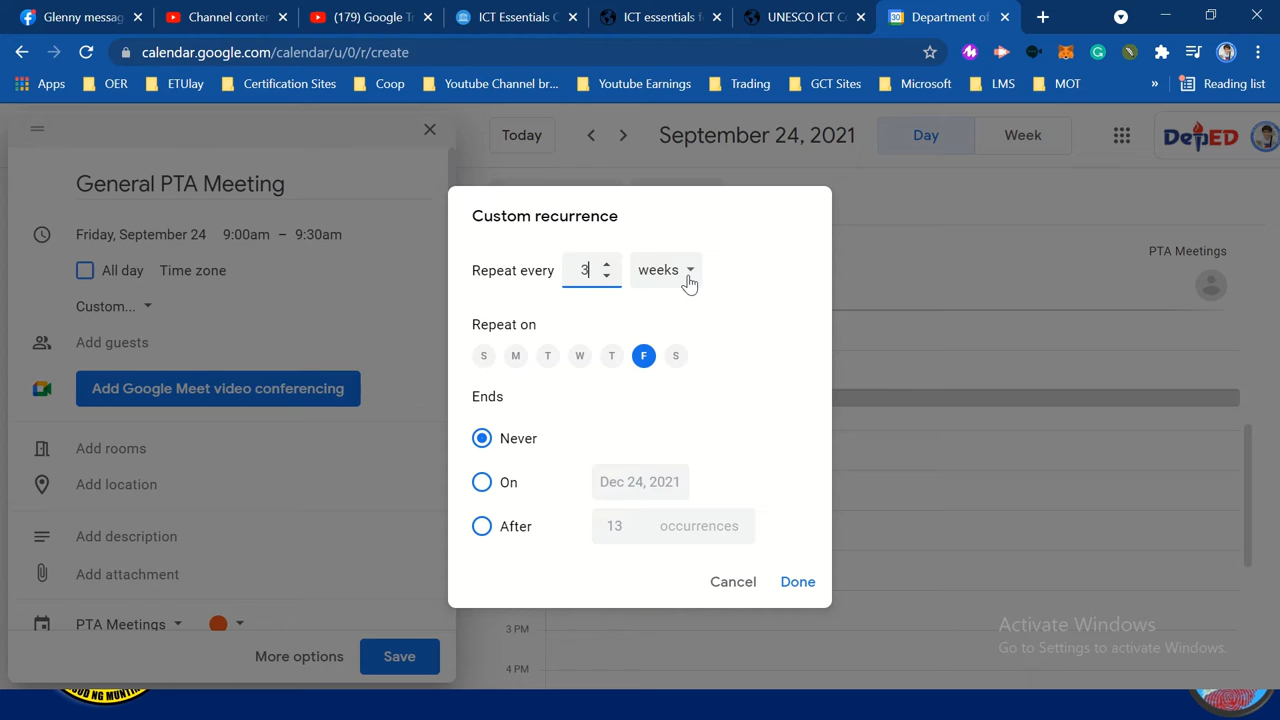 Glenny messag
Channel conter
(179) Google Tr
ICT Essentials C
ICT essentials f
UNESCO ICT Co
Department of
calendar.google.com/calendar/u/0/r/create
Apps
OER
ETUlay
Certification Sites
Coop
Youtube Channel br...
Youtube Earnings
Trading
GCT Sites
Microsoft
LMS
MOT
»
Reading list
Today
September 24, 2021
Day
Week
DepED
General PTA Meeting
Friday, September 24 9:00am – 9:30am
All day Time zone
Custom...
Add guests
Add Google Meet video conferencing
Add rooms
Add location
Add description
Add attachment
PTA Meetings
More options
Save
Custom recurrence
Repeat every 3 weeks
Repeat on
S M T W T F S
Ends
Never
On Dec 24, 2021
After 13 occurrences
Cancel Done
PTA Meetings
3 PM
4 PM
Activate Windows
Go to Settings to activate Windows.